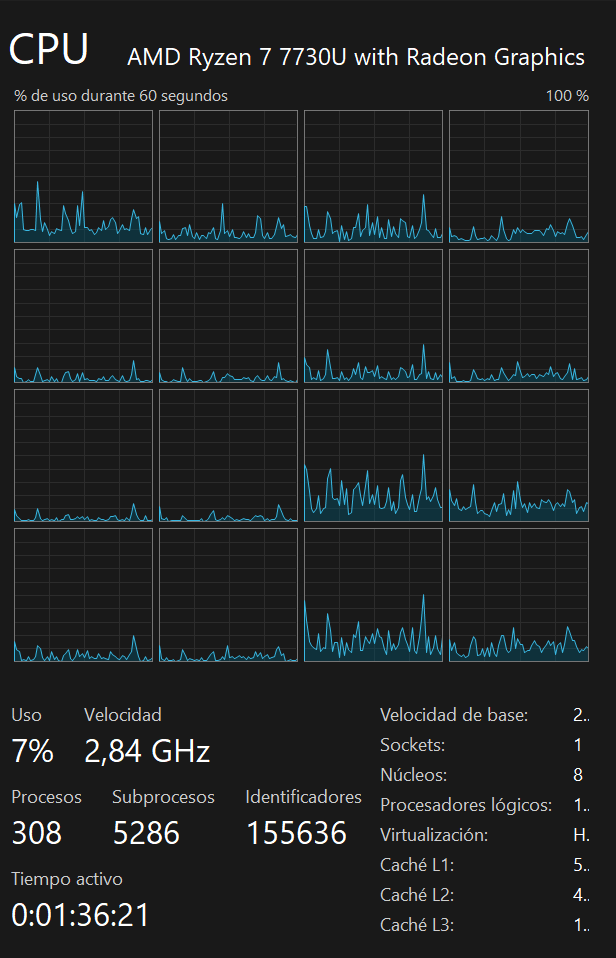 CPU
AMD Ryzen 7 7730U with Radeon Graphics
% de uso durante 60 segundos
100 %
Uso
Velocidad
7%
2,84 GHz
Procesos
Subprocesos
Identificadores
308
5286
155636
Tiempo activo
0:01:36:21
Velocidad de base: 2..
Sockets: 1
Núcleos: 8
Procesadores lógicos: 1..
Virtualización: H.
Caché L1: 5..
Caché L2: 4..
Caché L3: 1..